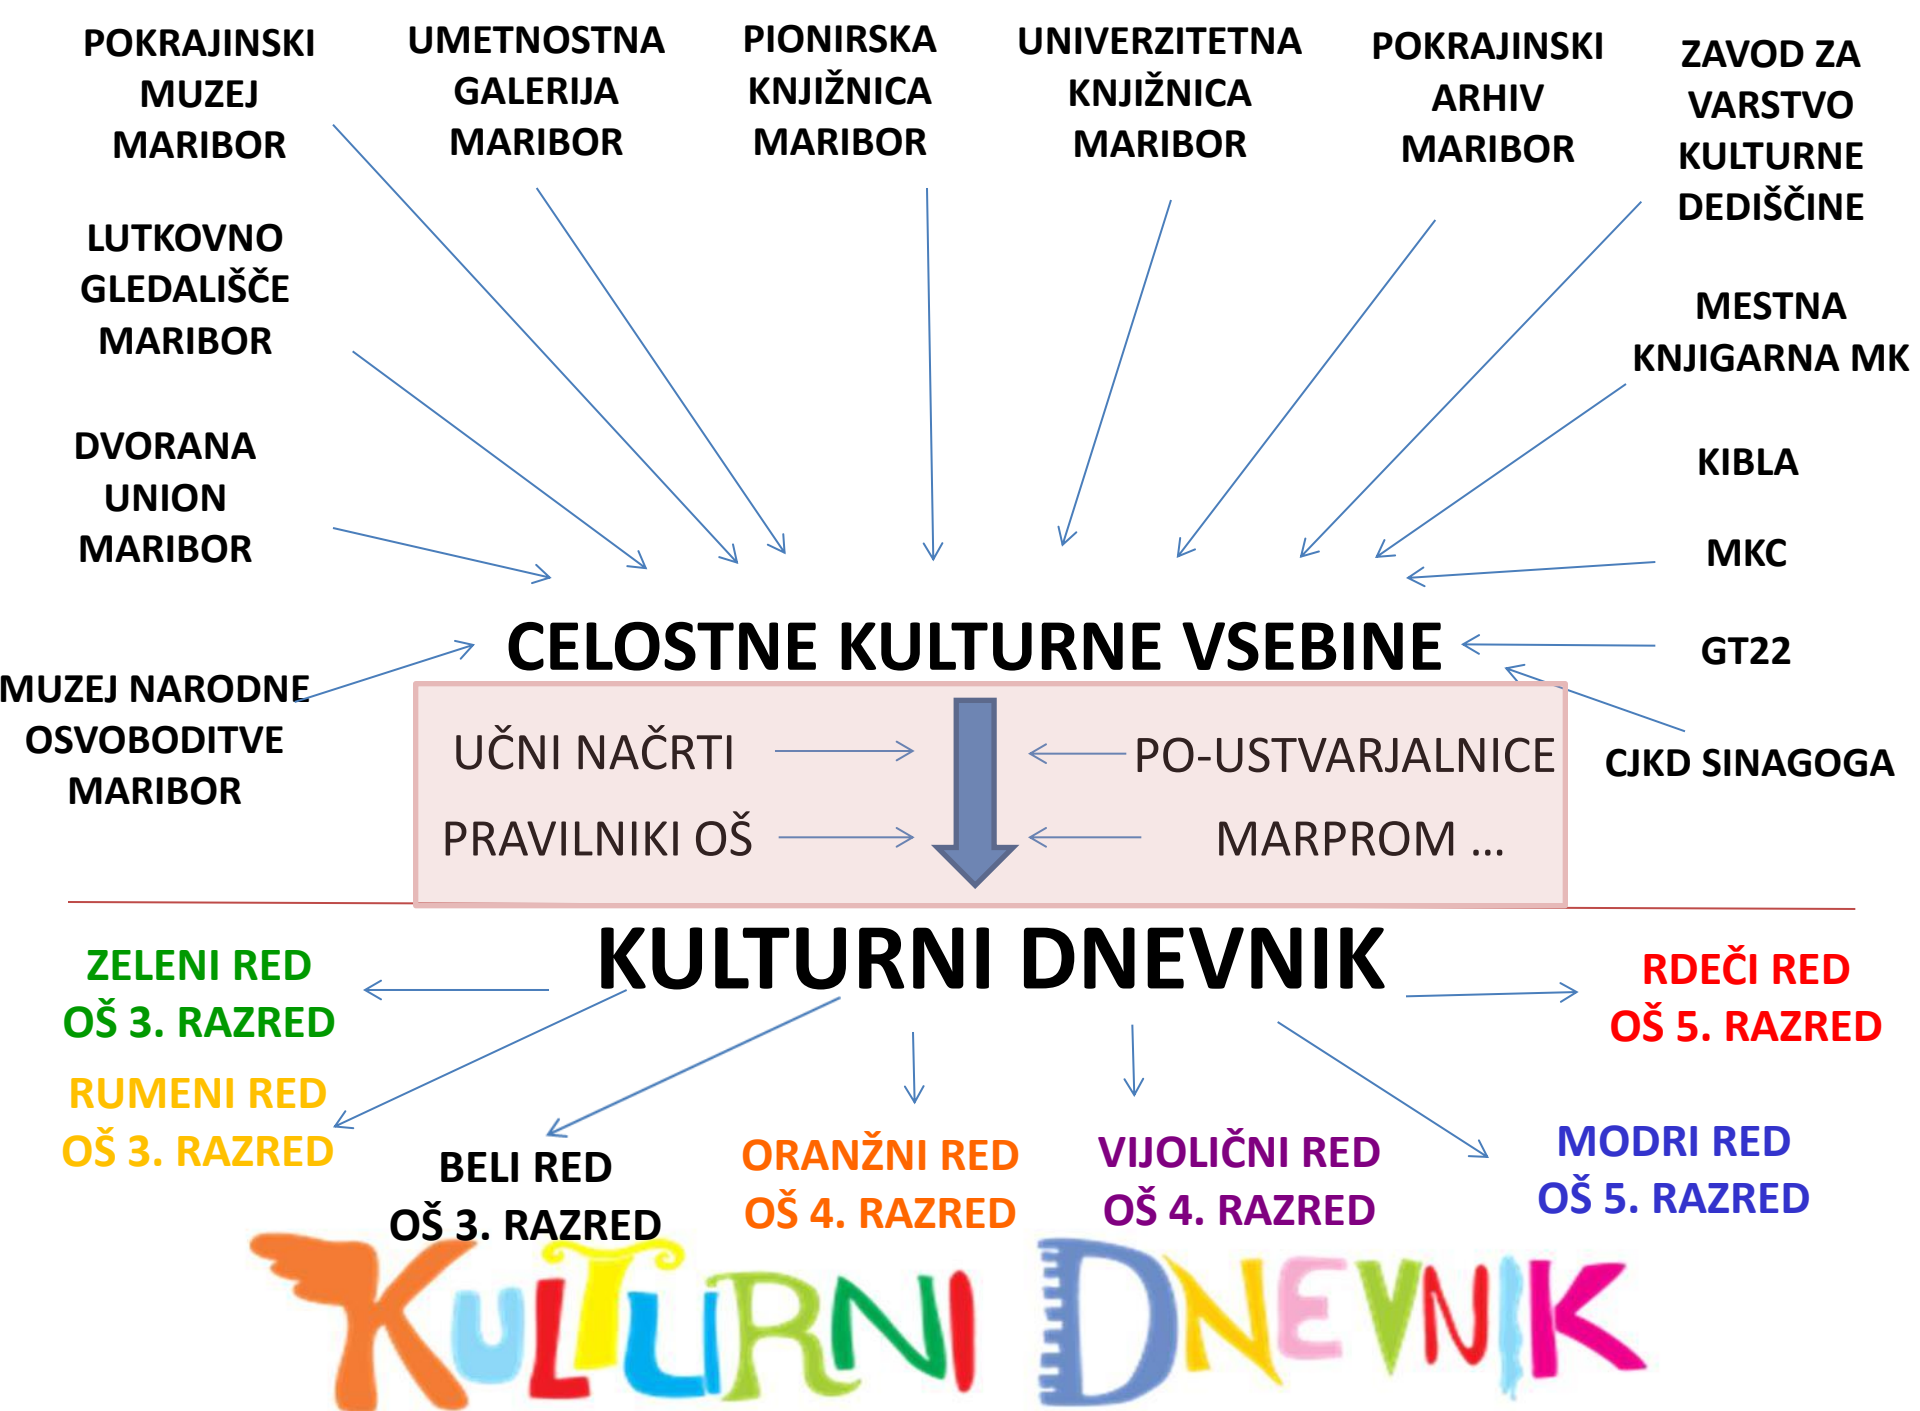 POKRAJINSKI
MUZEJ
MARIBOR
UMETNOSTNA
GALERIJA
MARIBOR
PIONIRSKA
KNJIŽNICA
MARIBOR
UNIVERZITETNA
KNJIŽNICA
MARIBOR
POKRAJINSKI
ARHIV
MARIBOR
ZAVOD ZA
VARSTVO
KULTURNE
DEDIŠČINE
LUTKOVNO
GLEDALIŠČE
MARIBOR
MESTNA
KNJIGARNA MK
DVORANA
UNION
MARIBOR
KIBLA
MKC
GT22
CELOSTNE KULTURNE VSEBINE
MUZEJ NARODNE
OSVOBODITVE
MARIBOR
CJKD SINAGOGA
UČNI NAČRTI
PO-USTVARJALNICE
PRAVILNIKI OŠ
MARPROM ...
KULTURNI DNEVNIK
ZELENI RED
OŠ 3. RAZRED
RDEČI RED
OŠ 5. RAZRED
RUMENI RED
OŠ 3. RAZRED
BELI RED
OŠ 3. RAZRED
ORANŽNI RED
OŠ 4. RAZRED
VIJOLIČNI RED
OŠ 4. RAZRED
MODRI RED
OŠ 5. RAZRED
KULTURNI DNEVNIK